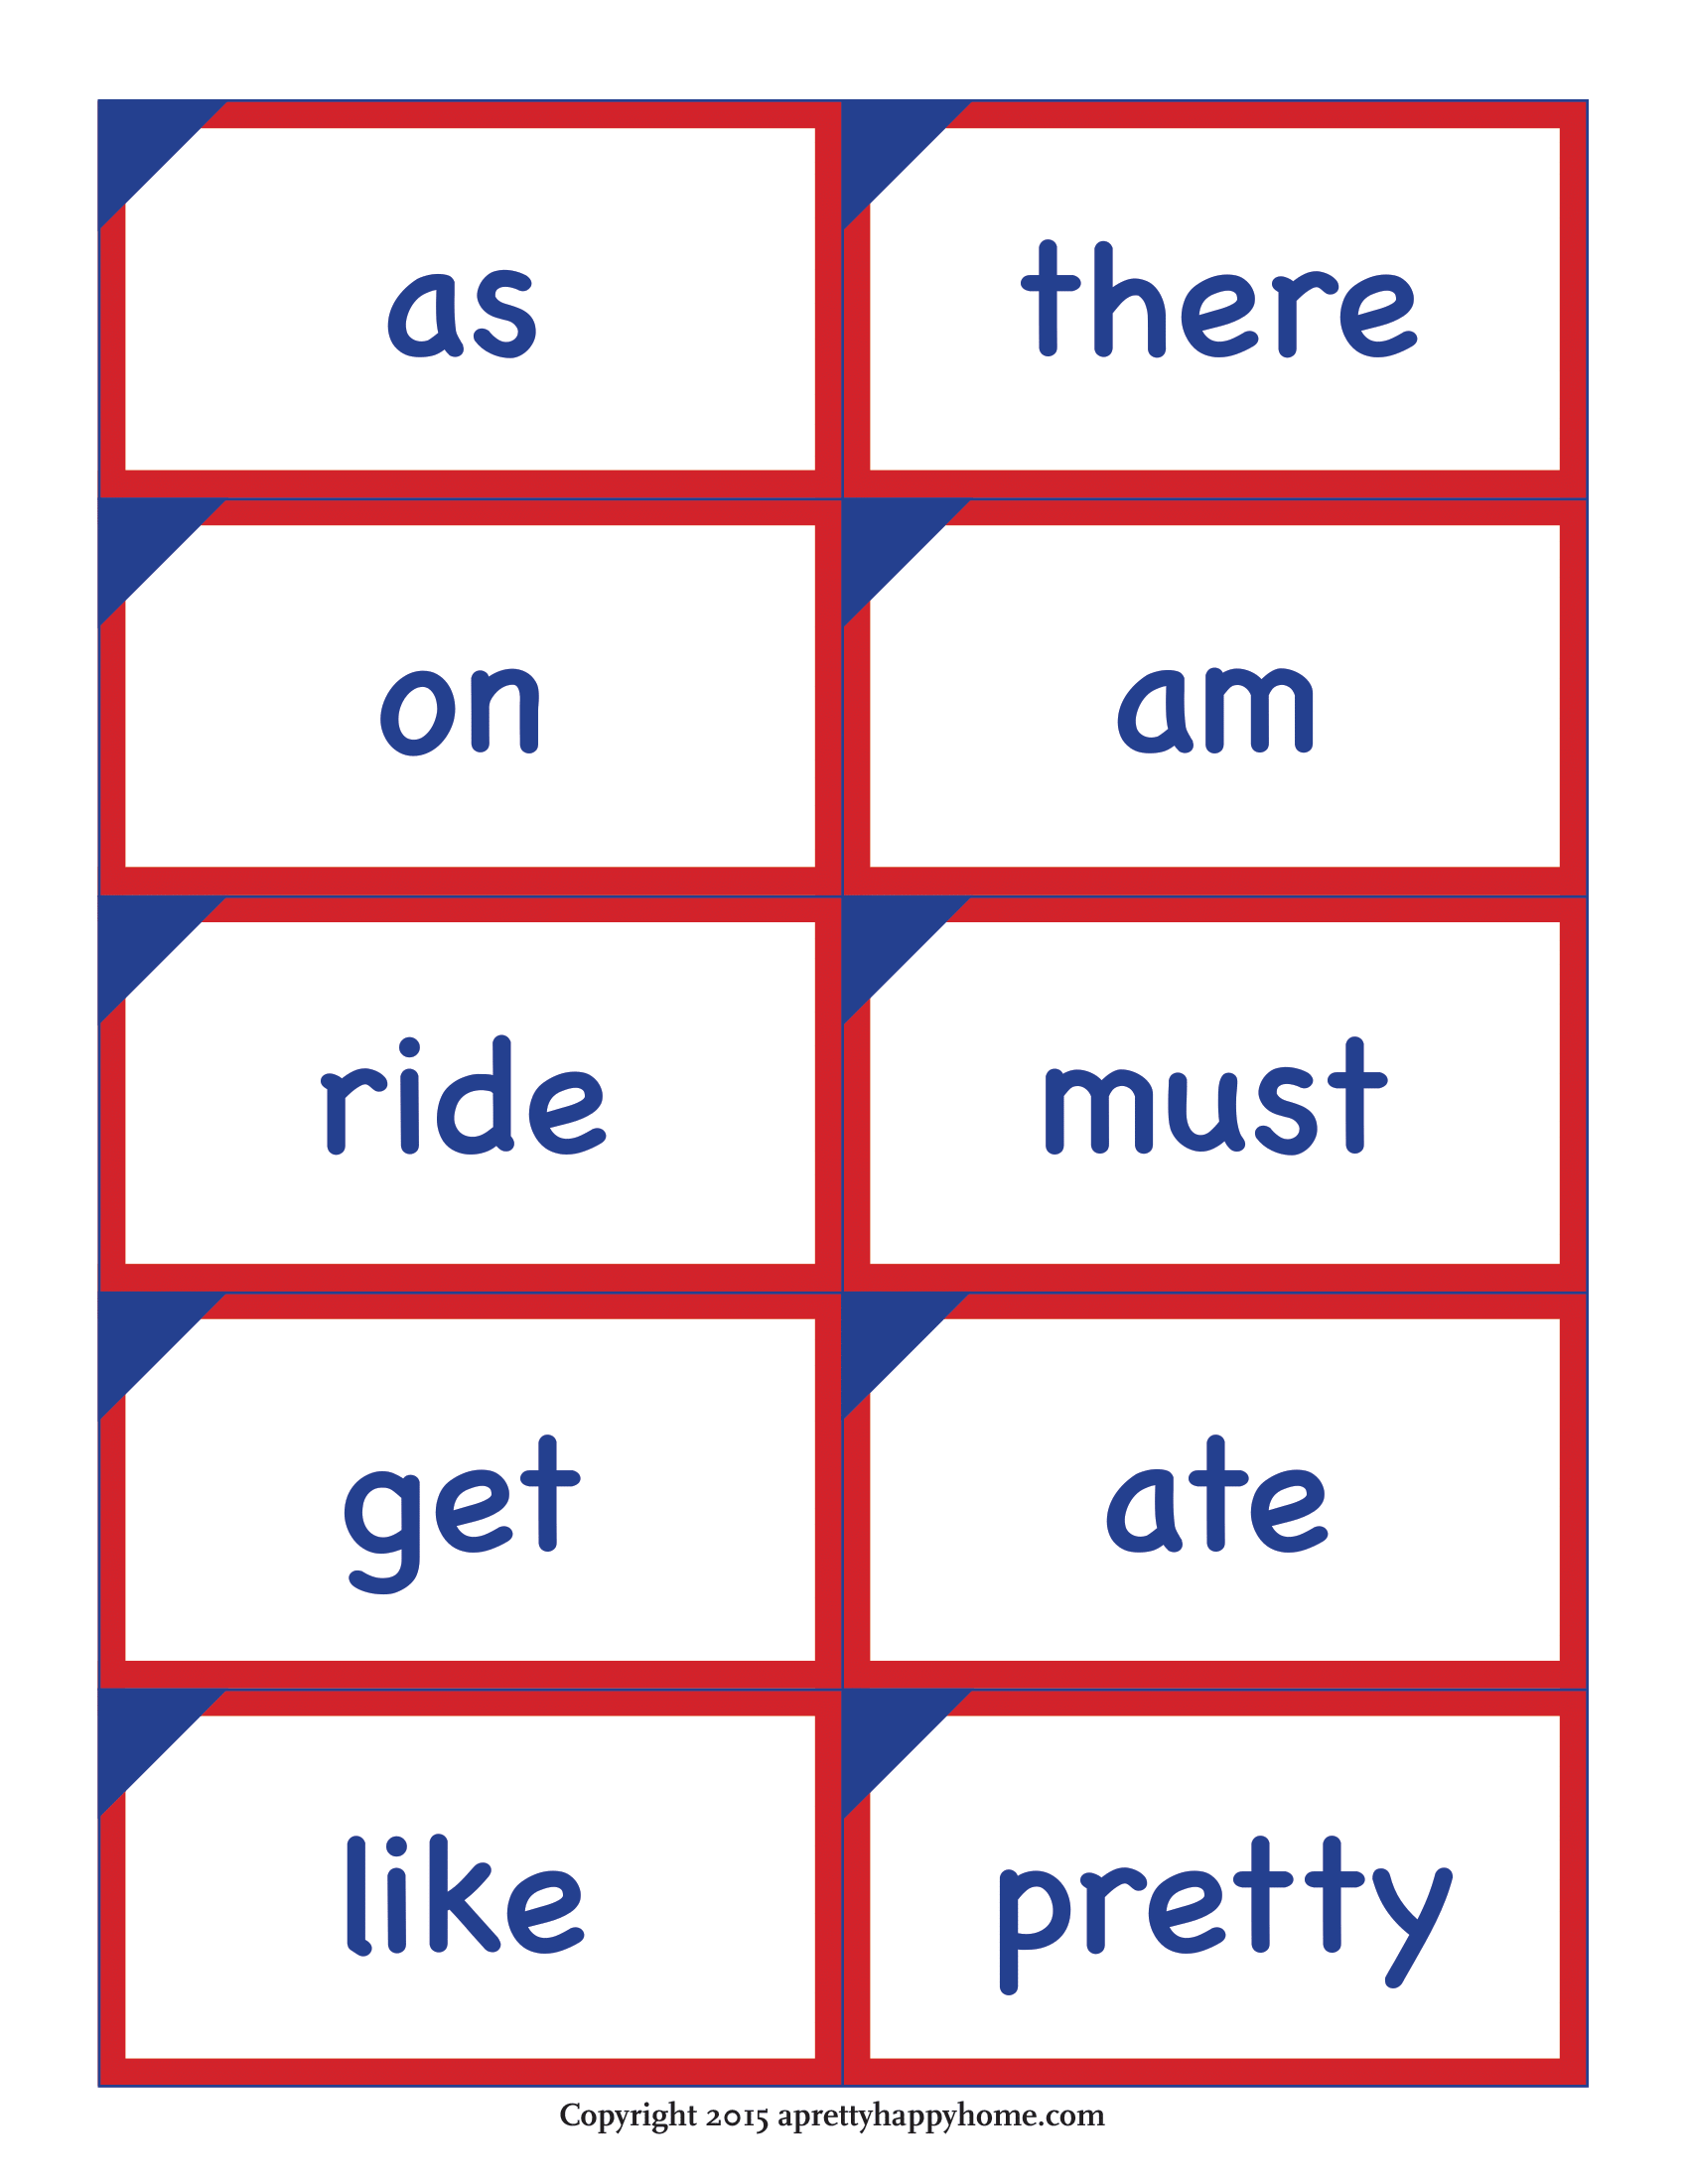 as
there
on
am
ride
must
get
ate
like
pretty
Copyright 2015 aprettyhappyhome.com